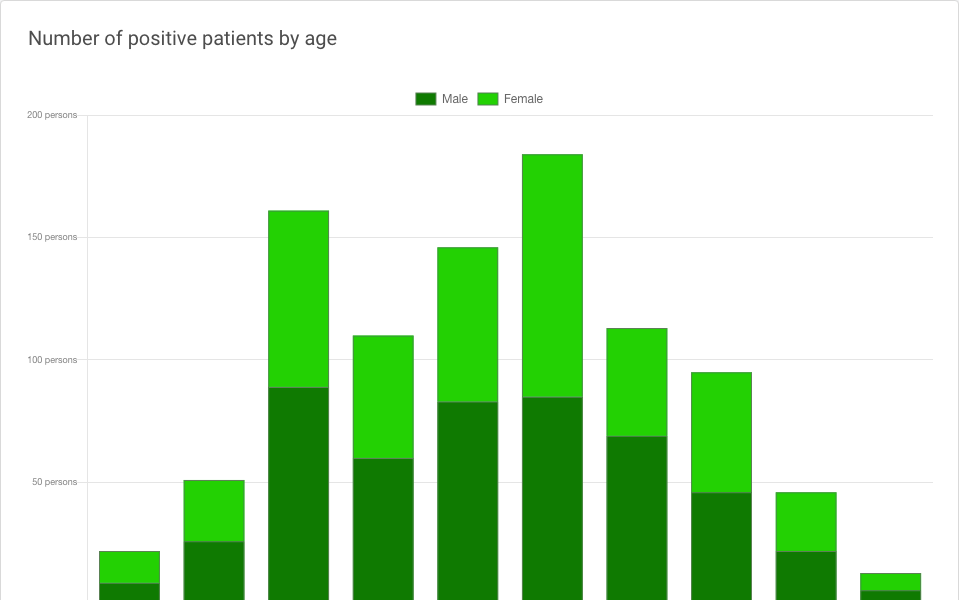 Number of positive patients by age
Male Female
200 persons
150 persons
100 persons
50 persons